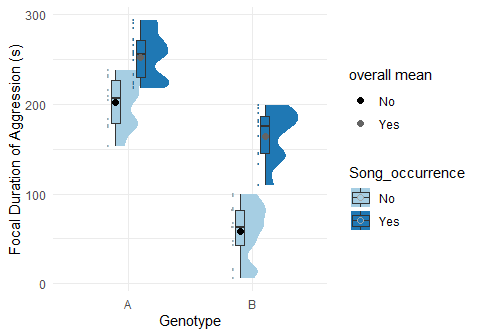 300
200
100
0
Focal Duration of Aggression (s)
A
B
Genotype
overall mean
No
Yes
Song_occurrence
No
Yes